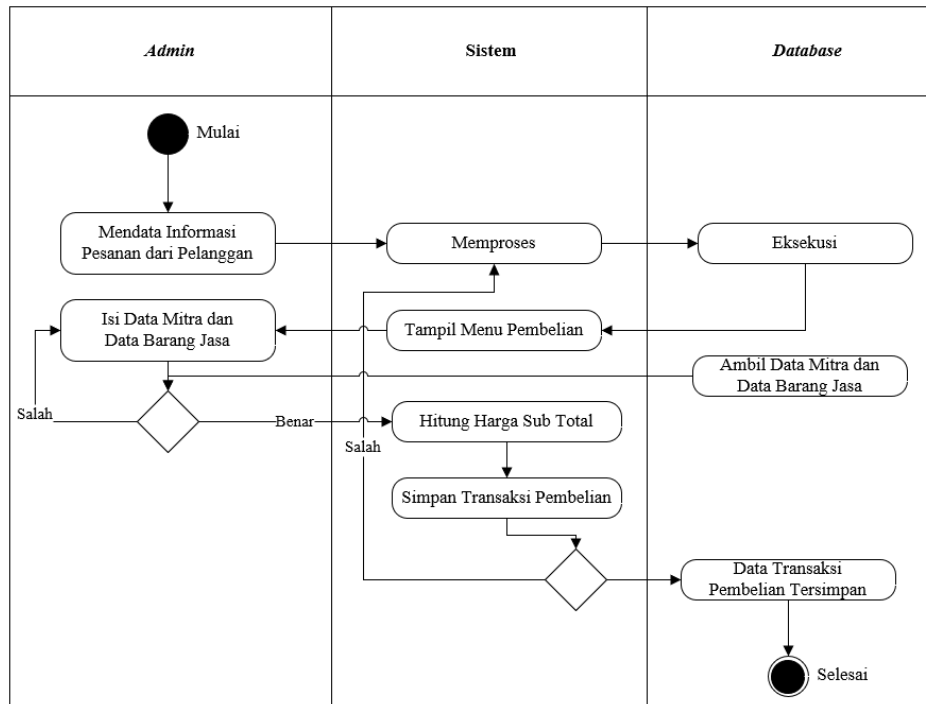 Admin
Sistem
Database
Mulai
Mendata Informasi
Pesanan dari Pelanggan
Memproses
Eksekusi
Isi Data Mitra dan
Data Barang Jasa
Tampil Menu Pembelian
Ambil Data Mitra dan
Data Barang Jasa
Salah
Benar
Hitung Harga Sub Total
Salah
Simpan Transaksi Pembelian
Data Transaksi
Pembelian Tersimpan
Selesai